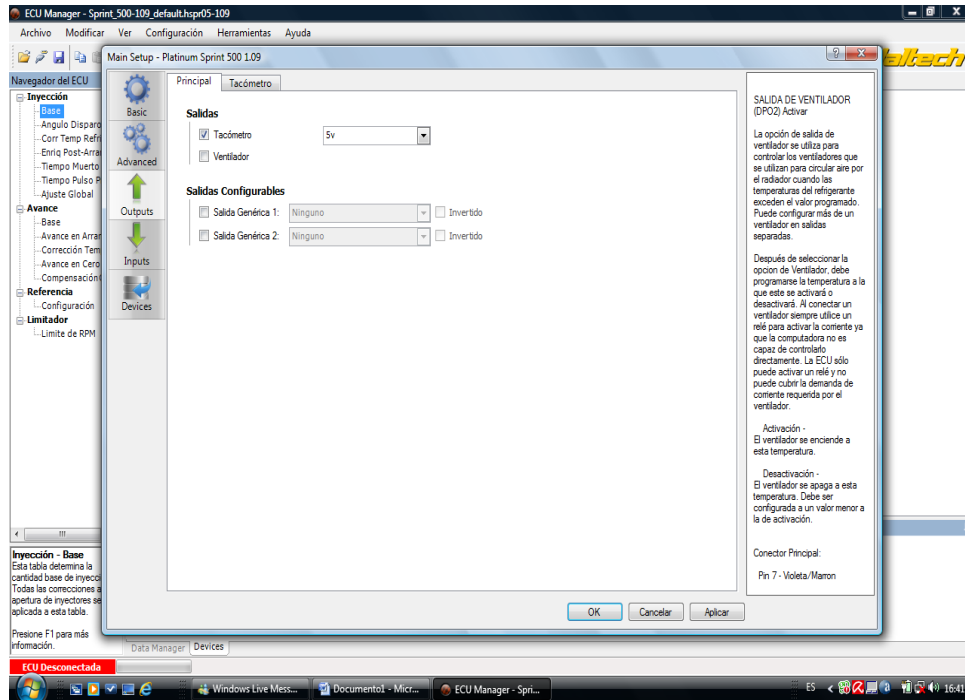 ECU Manager - Sprint_500-109_default.hspr05-109
Archivo Modificar Ver Configuración Herramientas Ayuda
Main Setup - Platinum Sprint 500 1.09
Navegador del ECU
Inyección
Base
Angulo Disparo
Corr Temp Refri
Enriq Post-Arra
Tiempo Muerto
Tiempo Pulso P
Ajuste Global
Avance
Base
Avance en Arran
Corrección Tem
Avance en Cero
Compensación
Referencia
Configuración
Limitador
Limite de RPM
Basic
Advanced
Outputs
Inputs
Devices
Principal Tacómetro
Salidas
Tacómetro 5v
Ventilador
Salidas Configurables
Salida Genérica 1: Ninguno Invertido
Salida Genérica 2: Ninguno Invertido
SALIDA DE VENTILADOR
(DPO2) Activar
La opción de salida de
ventilador se utiliza para
controlar los ventiladores que
se utilizan para circular aire por
el radiador cuando las
temperaturas del refrigerante
exceden el valor programado.
Puede configurar más de un
ventilador en salidas
separadas.
Después de seleccionar la
opcion de Ventilador, debe
programarse la temperatura a la
que este se activará o
desactivará. Al conectar un
ventilador siempre utilice un
relé para activar la corriente ya
que la computadora no es
capaz de controlarlo
directamente. La ECU sólo
puede activar un relé y no
puede cubrir la demanda de
corriente requerida por el
ventilador.
Activación -
El ventilador se enciende a
esta temperatura.
Desactivación -
El ventilador se apaga a esta
temperatura. Debe ser
configurada a un valor menor a
la de activación.
Conector Principal:
Pin 7 - Violeta/Marron
OK Cancelar Aplicar
Inyección - Base
Esta tabla determina la
cantidad base de inyecci
Todas las correcciones a
apertura de inyectores se
aplicada a esta tabla.
Presione F1 para más
información.
Data Manager Devices
ECU Desconectada
Windows Live Mess... Documento1 - Micr... ECU Manager - Spri...
ES 16:41